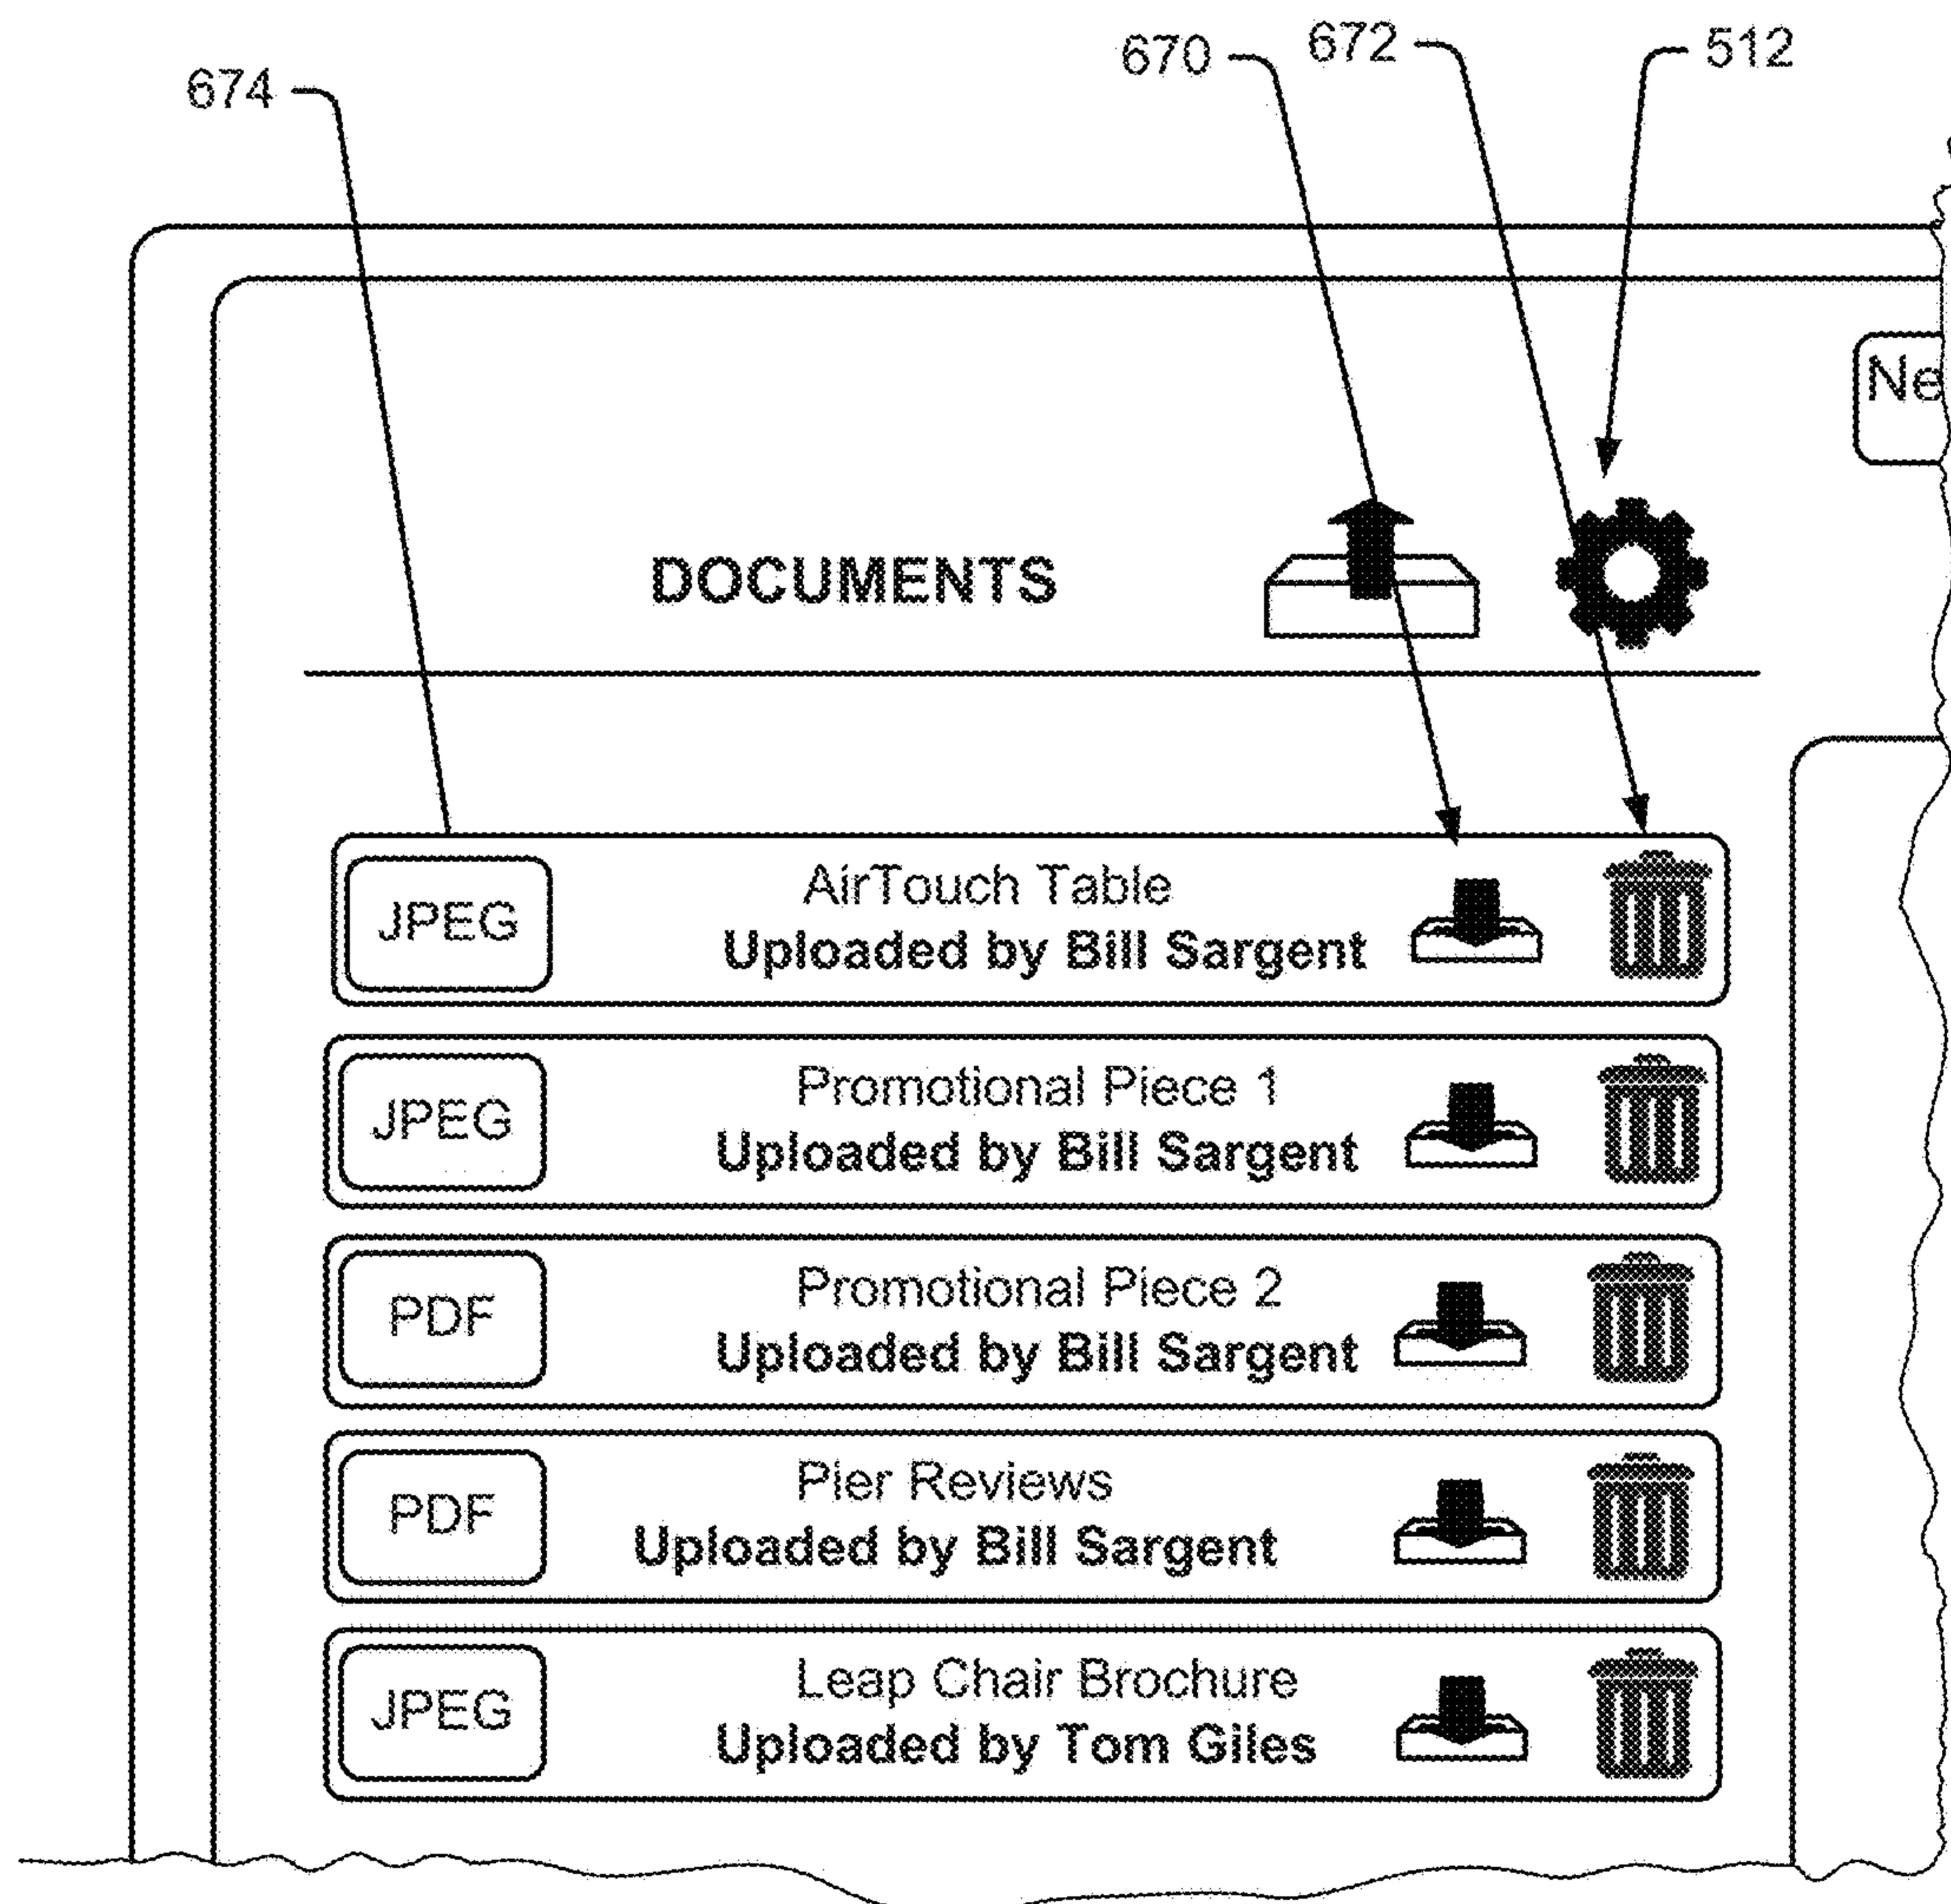 670 672 512
674
Ne
DOCUMENTS
JPEG
AirTouch Table
Uploaded by Bill Sargent
JPEG
Promotional Piece 1
Uploaded by Bill Sargent
PDF
Promotional Piece 2
Uploaded by Bill Sargent
PDF
Pier Reviews
Uploaded by Bill Sargent
JPEG
Leap Chair Brochure
Uploaded by Tom Giles